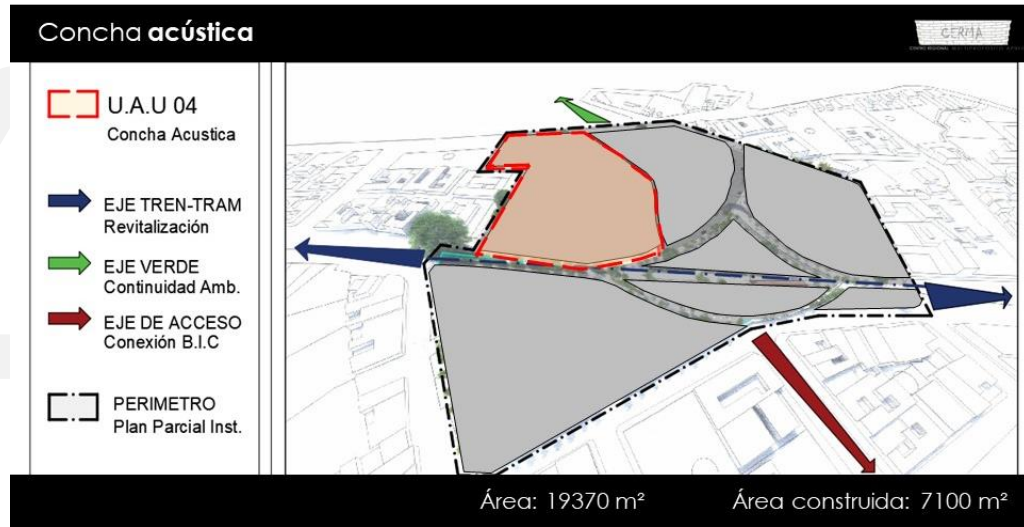 Concha acústica
CERMA
U.A.U 04
Concha Acustica
EJE TREN-TRAM
Revitalización
EJE VERDE
Continuidad Amb.
EJE DE ACCESO
Conexión B.I.C
PERIMETRO
Plan Parcial Inst.
Área: 19370 m²
Área construida: 7100 m²